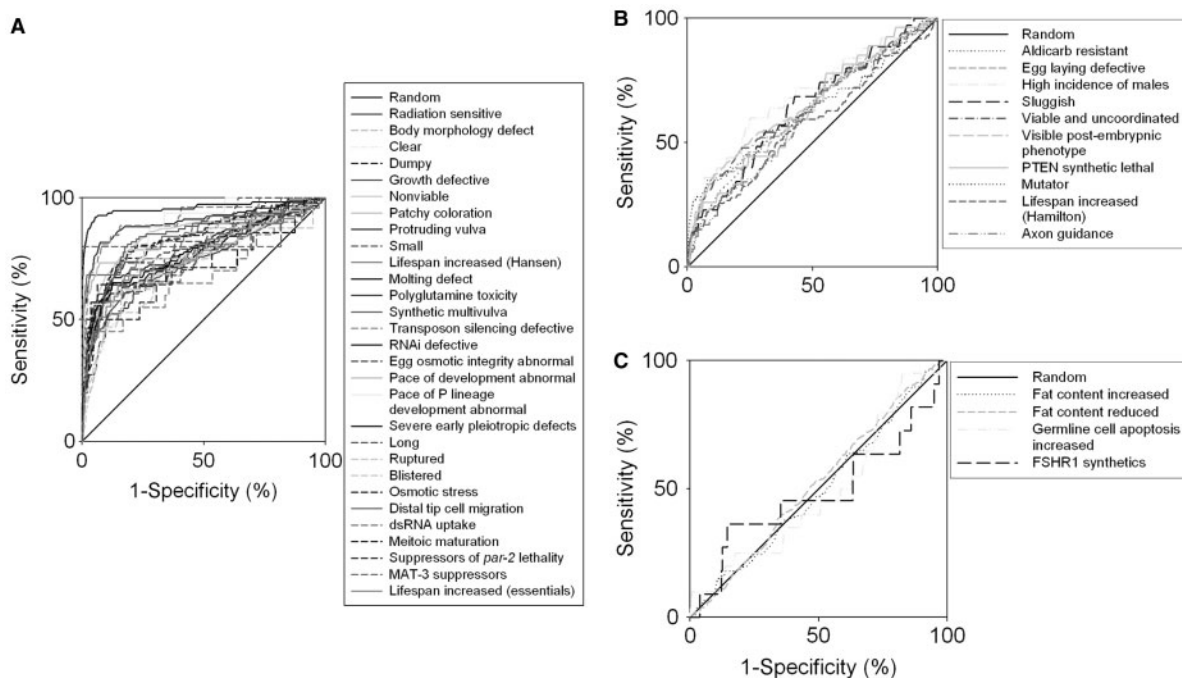 A
Sensitivity (%)
100
50
0
0
50
100
1-Specificity (%)
Random
Radiation sensitive
Body morphology defect
Clear
Dumpy
Growth defective
Nonviable
Patchy coloration
Protruding vulva
Small
Lifespan increased (Hansen)
Molting defect
Polyglutamine toxicity
Synthetic multivulva
Transposon silencing defective
RNAi defective
Egg osmotic integrity abnormal
Pace of development abnormal
Pace of P lineage
development abnormal
Severe early pleiotropic defects
Long
Ruptured
Blistered
Osmotic stress
Distal tip cell migration
dsRNA uptake
Meitoic maturation
Suppressors of par-2 lethality
MAT-3 suppressors
Lifespan increased (essentials)
B
Sensitivity (%)
100
50
0
0
50
100
Random
Aldicarb resistant
Egg laying defective
High incidence of males
Sluggish
Viable and uncoordinated
Visible post-embrypnic
phenotype
PTEN synthetic lethal
Mutator
Lifespan increased
(Hamilton)
Axon guidance
C
Sensitivity (%)
100
50
0
0
50
100
1-Specificity (%)
Random
Fat content increased
Fat content reduced
Germline cell apoptosis
increased
FSHR1 synthetics